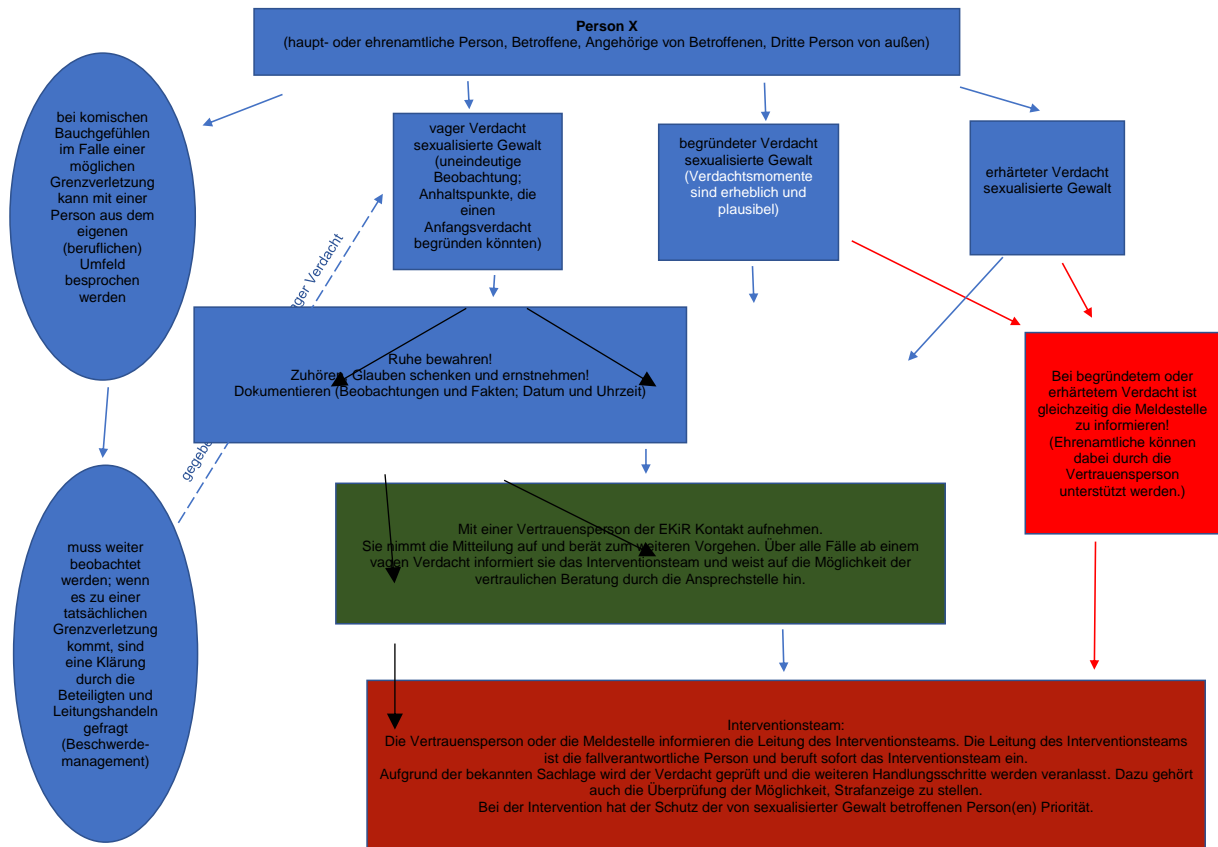 Person X
(haupt- oder ehrenamtliche Person, Betroffene, Angehörige von Betroffenen, Dritte Person von außen)
bei komischen
Bauchgefühlen
im Falle einer
möglichen
Grenzverletzung
kann mit einer
Person aus dem
eigenen
(beruflichen)
Umfeld
besprochen
werden
vager Verdacht
sexualisierte Gewalt
(uneindeutige
Beobachtung;
Anhaltspunkte, die
einen
Anfangsverdacht
begründen könnten)
begründeter Verdacht
sexualisierte Gewalt
(Verdachtsmomente
sind erheblich und
plausibel)
erhärteter Verdacht
sexualisierte Gewalt
Verdacht
Ruhe bewahren!
Zuhören, Glauben schenken und ernstnehmen!
Dokumentieren (Beobachtungen und Fakten; Datum und Uhrzeit)
Bei begründetem oder
erhärtetem Verdacht ist
gleichzeitig die Meldestelle
zu informieren!
(Ehrenamtliche können
dabei durch die
Vertrauensperson
unterstützt werden.)
muss weiter
beobachtet
werden; wenn
es zu einer
tatsächlichen
Grenzverletzung
kommt, sind
eine Klärung
durch die
Beteiligten und
Leitungshandeln
gefragt
(Beschwerde-
management)
Mit einer Vertrauensperson der EKiR Kontakt aufnehmen.
Sie nimmt die Mitteilung auf und berät zum weiteren Vorgehen. Über alle Fälle ab einem
vagen Verdacht informiert sie das Interventionsteam und weist auf die Möglichkeit der
vertraulichen Beratung durch die Ansprechstelle hin.
Interventionsteam:
Die Vertrauensperson oder die Meldestelle informieren die Leitung des Interventionsteams. Die Leitung des Interventionsteams
ist die fallverantwortliche Person und beruft sofort das Interventionsteam ein.
Aufgrund der bekannten Sachlage wird der Verdacht geprüft und die weiteren Handlungsschritte werden veranlasst. Dazu gehört
auch die Überprüfung der Möglichkeit, Strafanzeige zu stellen.
Bei der Intervention hat der Schutz der von sexualisierter Gewalt betroffenen Person(en) Priorität.